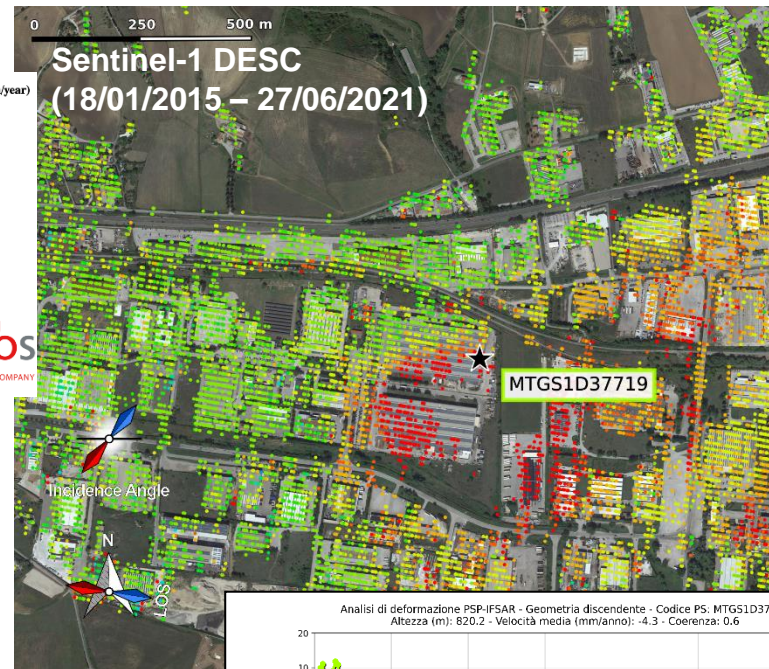 0 250 500 m
Sentinel-1 DESC
/year)
(18/01/2015 – 27/06/2021)
OS
COMPANY
MTGS1D37719
Incidence Angle
N
LOS
Analisi di deformazione PSP-IFSAR - Geometria discendente - Codice PS: MTGS1D37
Altezza (m): 820.2 - Velocità media (mm/anno): -4.3 - Coerenza: 0.6
20
10